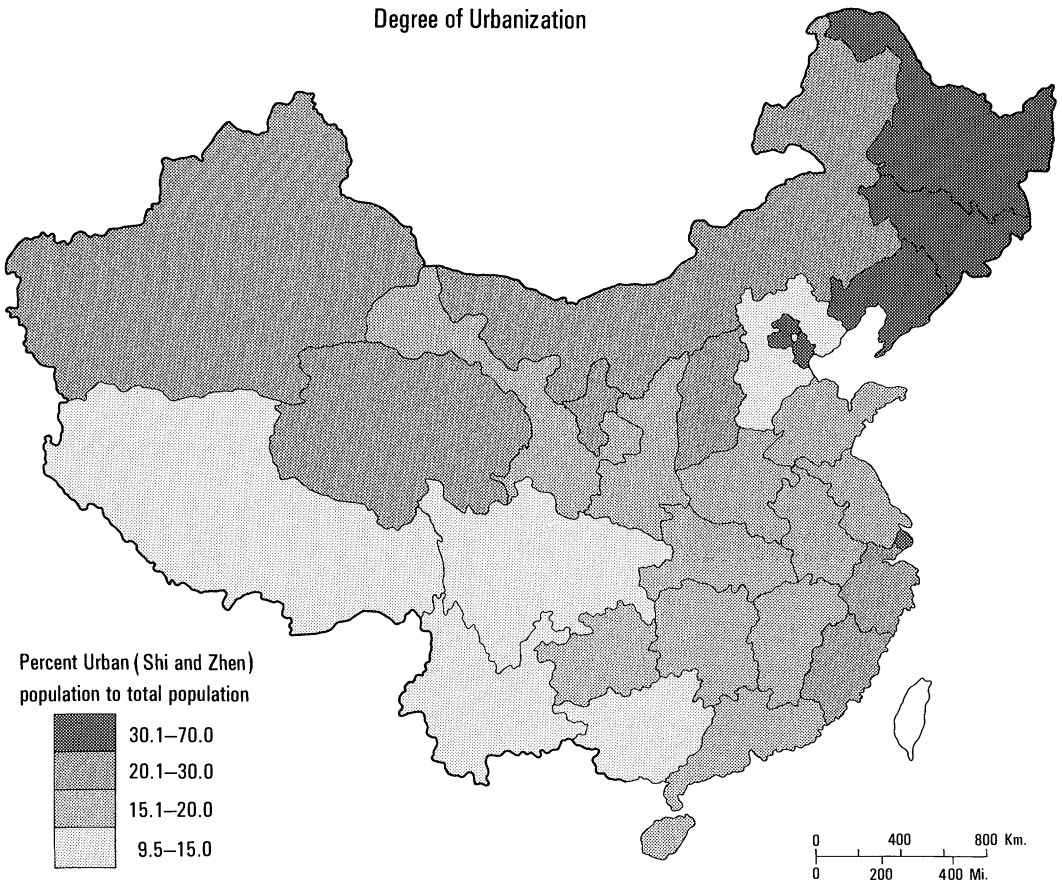 Degree of Urbanization
Percent Urban (Shi and Zhen)
population to total population
30.1–70.0
20.1–30.0
15.1–20.0
9.5–15.0
0 400 800 Km.
0 200 400 Mi.